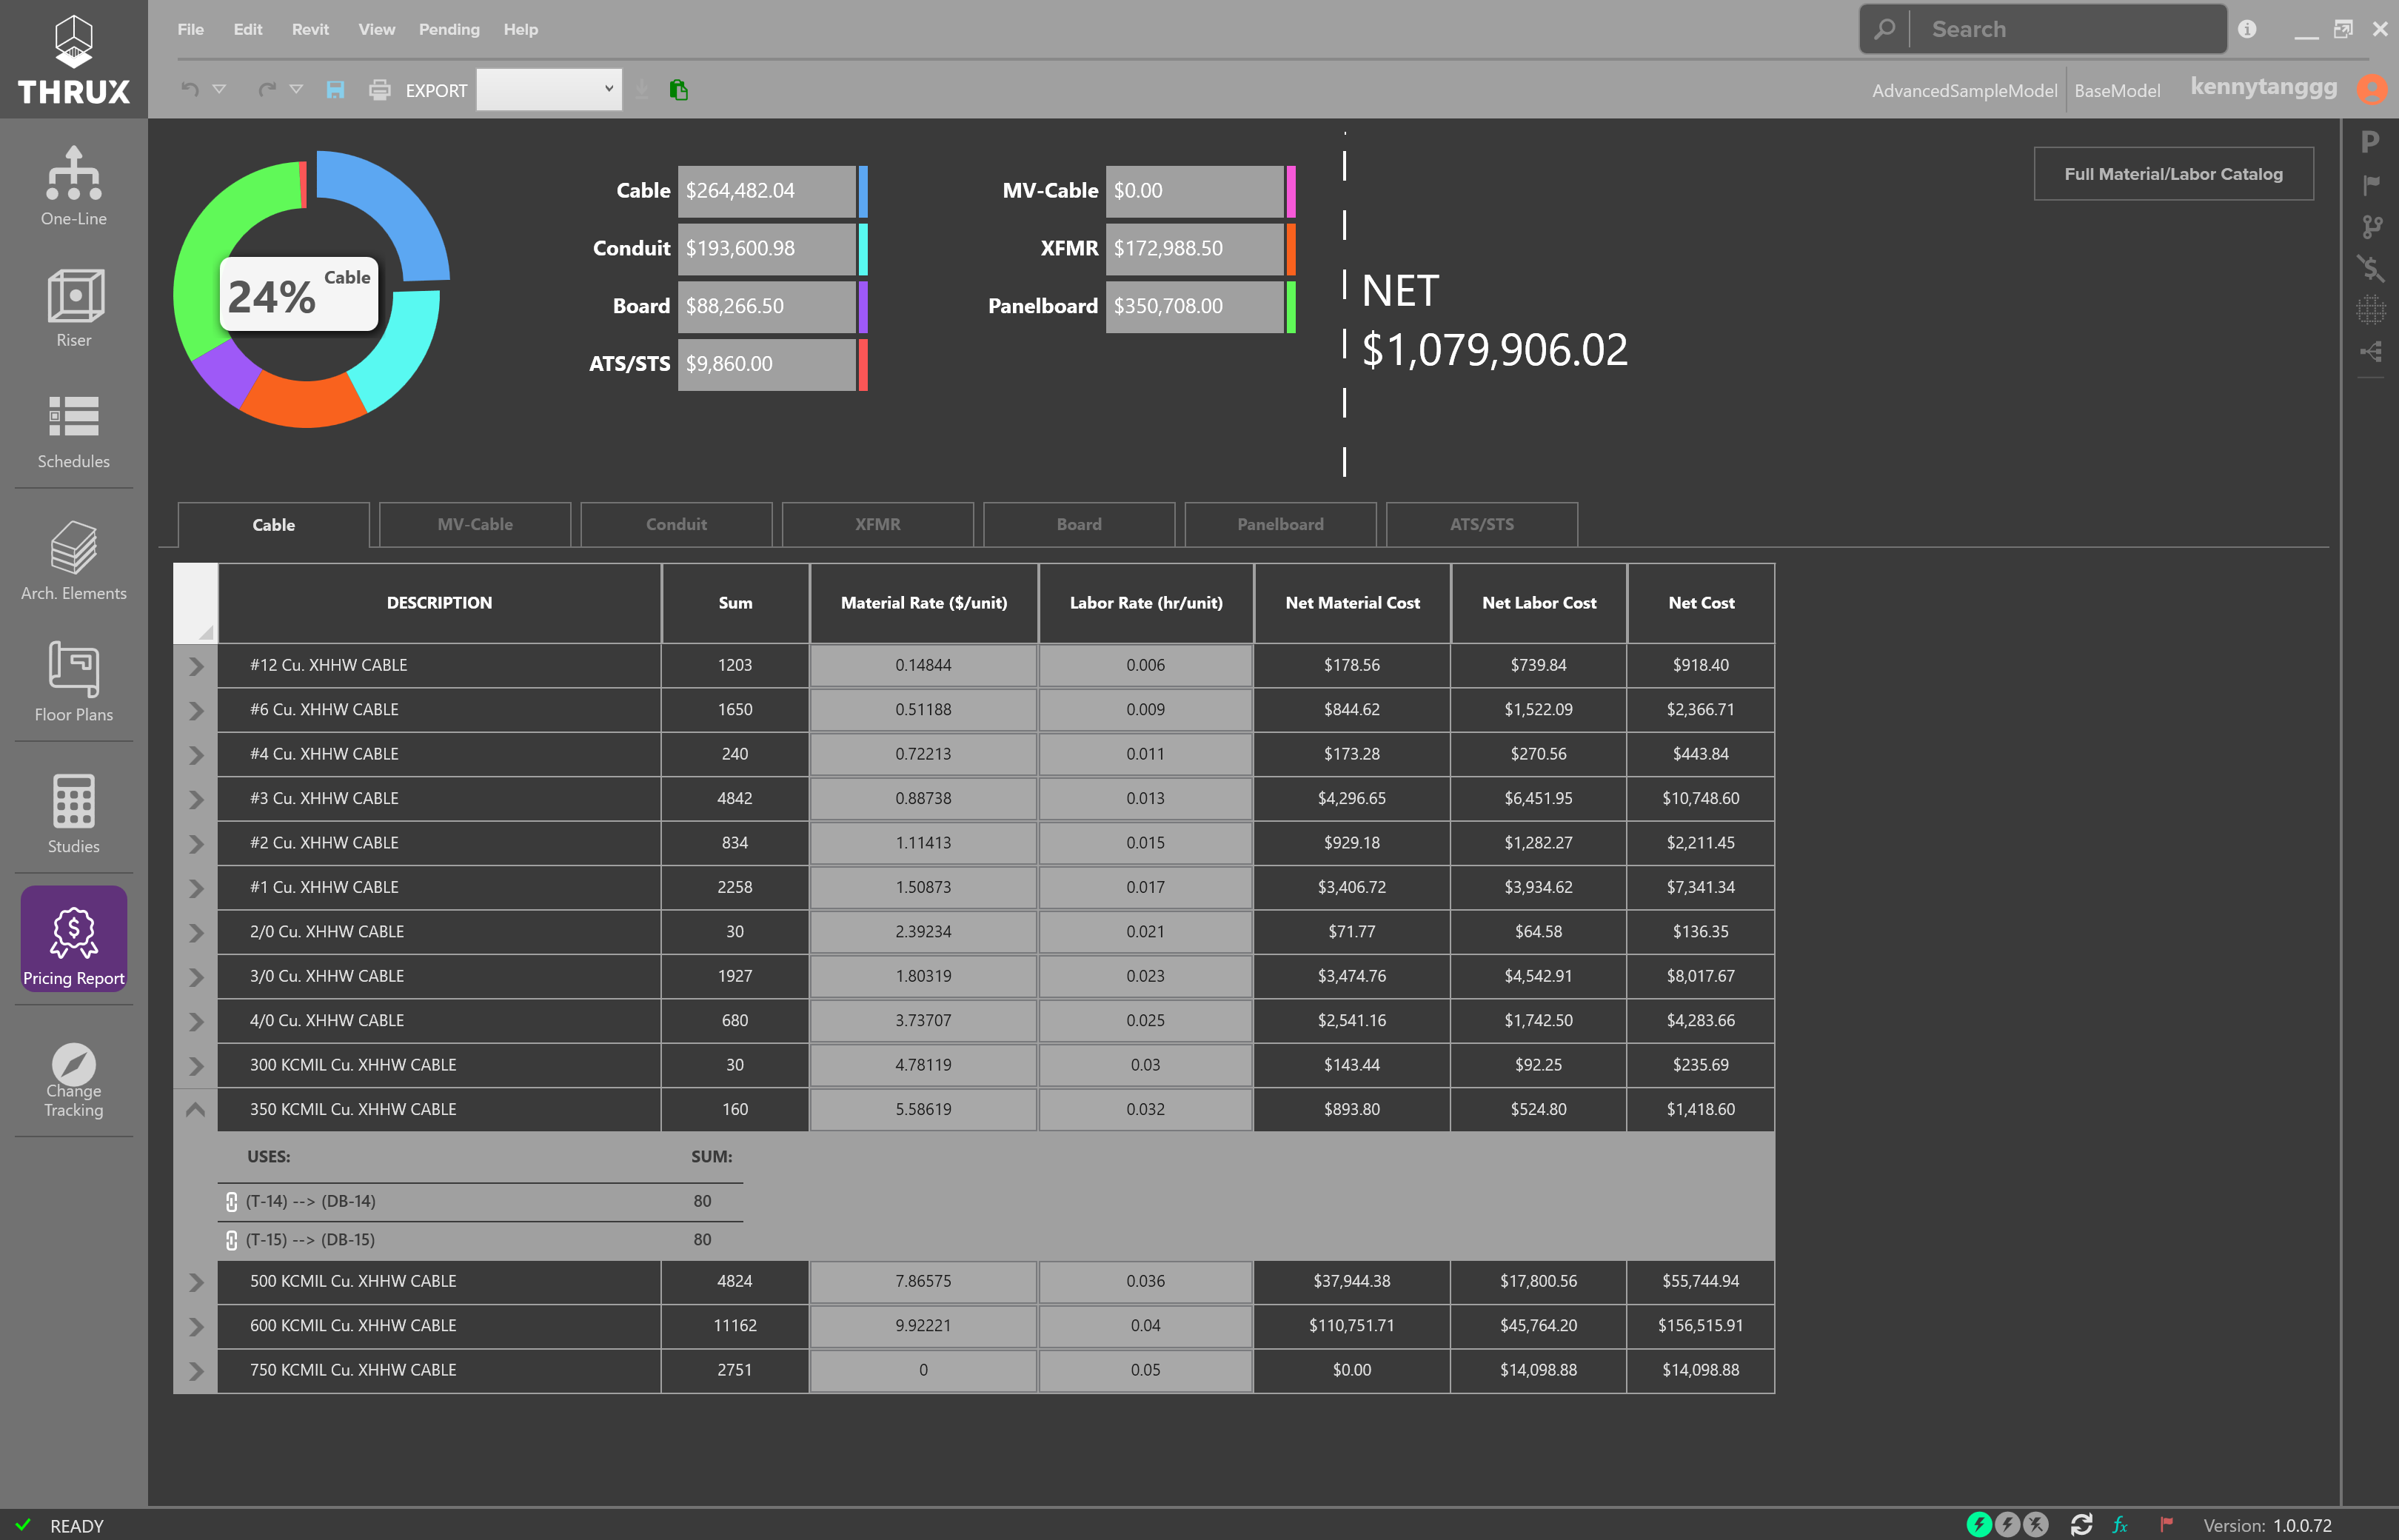 THRUX
File Edit Revit View Pending Help
Search
EXPORT
AdvancedSampleModel BaseModel kennytanggg
One-Line
Riser
Schedules
Arch. Elements
Floor Plans
Studies
Pricing Report
Change
Tracking
24% Cable
Cable $264,482.04
Conduit $193,600.98
Board $88,266.50
ATS/STS $9,860.00
MV-Cable $0.00
XFMR $172,988.50
Panelboard $350,708.00
NET
$1,079,906.02
Full Material/Labor Catalog
P
Cable MV-Cable Conduit XFMR Board Panelboard ATS/STS
DESCRIPTION Sum Material Rate ($/unit) Labor Rate (hr/unit) Net Material Cost Net Labor Cost Net Cost
#12 Cu. XHHW CABLE 1203 0.14844 0.006 $178.56 $739.84 $918.40
#6 Cu. XHHW CABLE 1650 0.51188 0.009 $844.62 $1,522.09 $2,366.71
#4 Cu. XHHW CABLE 240 0.72213 0.011 $173.28 $270.56 $443.84
#3 Cu. XHHW CABLE 4842 0.88738 0.013 $4,296.65 $6,451.95 $10,748.60
#2 Cu. XHHW CABLE 834 1.11413 0.015 $929.18 $1,282.27 $2,211.45
#1 Cu. XHHW CABLE 2258 1.50873 0.017 $3,406.72 $3,934.62 $7,341.34
2/0 Cu. XHHW CABLE 30 2.39234 0.021 $71.77 $64.58 $136.35
3/0 Cu. XHHW CABLE 1927 1.80319 0.023 $3,474.76 $4,542.91 $8,017.67
4/0 Cu. XHHW CABLE 680 3.73707 0.025 $2,541.16 $1,742.50 $4,283.66
300 KCMIL Cu. XHHW CABLE 30 4.78119 0.03 $143.44 $92.25 $235.69
350 KCMIL Cu. XHHW CABLE 160 5.58619 0.032 $893.80 $524.80 $1,418.60
USES: SUM:
(T-14) --> (DB-14) 80
(T-15) --> (DB-15) 80
500 KCMIL Cu. XHHW CABLE 4824 7.86575 0.036 $37,944.38 $17,800.56 $55,744.94
600 KCMIL Cu. XHHW CABLE 11162 9.92221 0.04 $110,751.71 $45,764.20 $156,515.91
750 KCMIL Cu. XHHW CABLE 2751 0 0.05 $0.00 $14,098.88 $14,098.88
READY
fx Version: 1.0.0.72